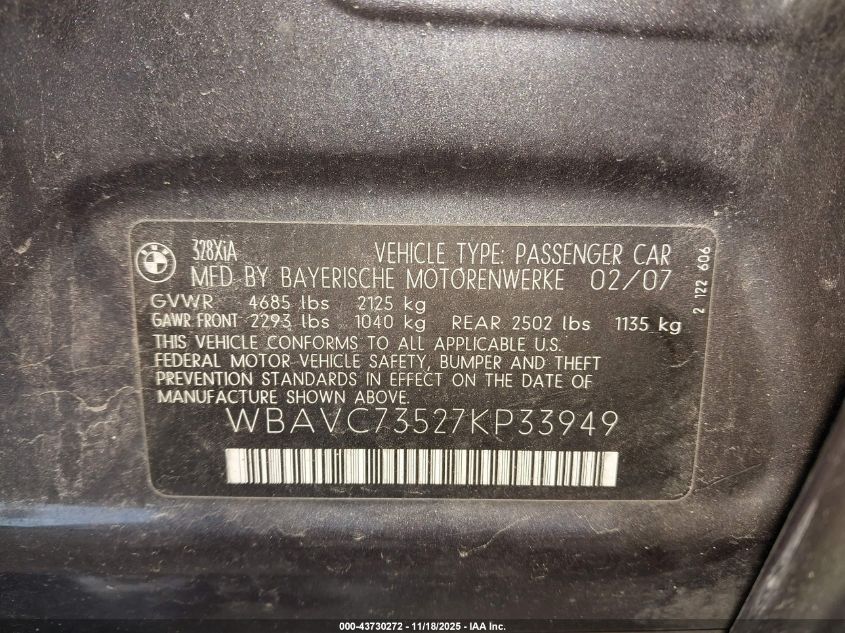 BMW
328XiA VEHICLE TYPE: PASSENGER CAR
MFD BY BAYERISCHE MOTORENWERKE 02/07
GVWR 4685 lbs 2125 kg
GAWR FRONT 2293 lbs 1040 kg REAR 2502 lbs 1135 kg
THIS VEHICLE CONFORMS TO ALL APPLICABLE U.S.
FEDERAL MOTOR VEHICLE SAFETY, BUMPER AND THEFT
PREVENTION STANDARDS IN EFFECT ON THE DATE OF
MANUFACTURE SHOWN ABOVE.
WBAVC73527KP33949
2 122 606
000-43730272 - 11/18/2025 - IAA Inc.